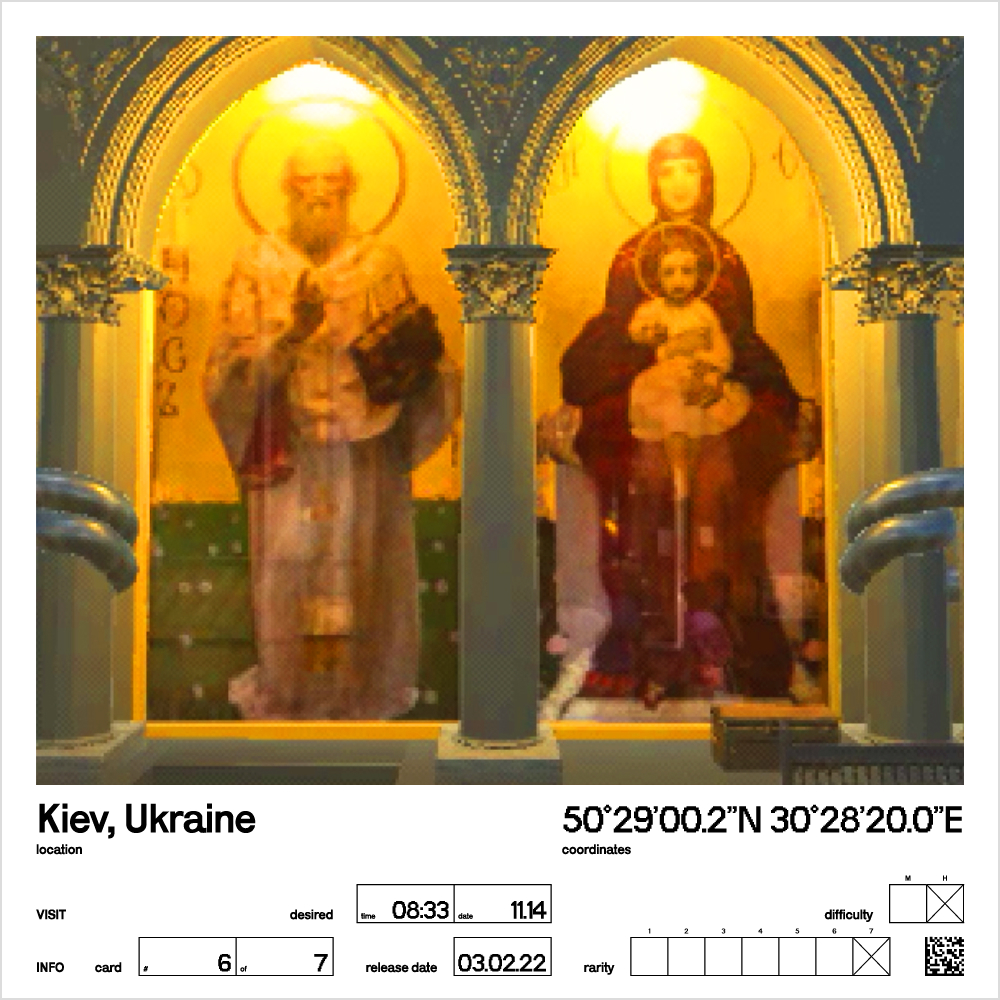 Kiev, Ukraine
location
50°29’00.2”N 30°28’20.0”E
coordinates
M H
VISIT desired time 08:33 date 11.14 difficulty
1 2 3 4 5 6 7
INFO card # 6 of 7 release date 03.02.22 rarity